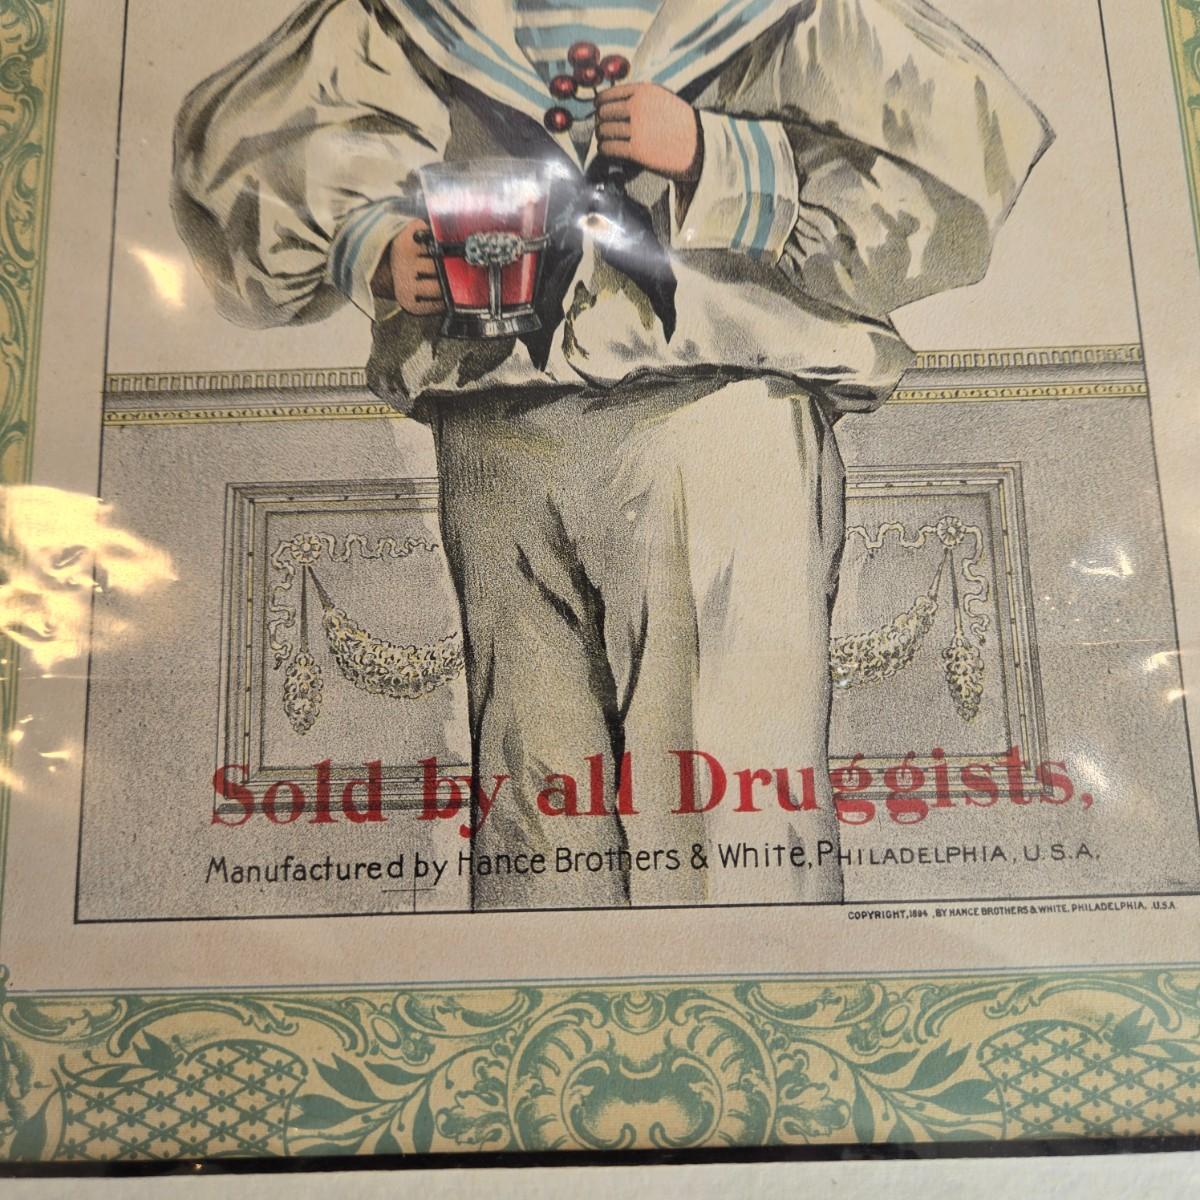 Sold by all Druggists,
Manufactured by Hance Brothers & White, PHILADELPHIA, U.S.A.
COPYRIGHT, 1894, BY HANCE BROTHERS & WHITE, PHILADELPHIA, U.S.A